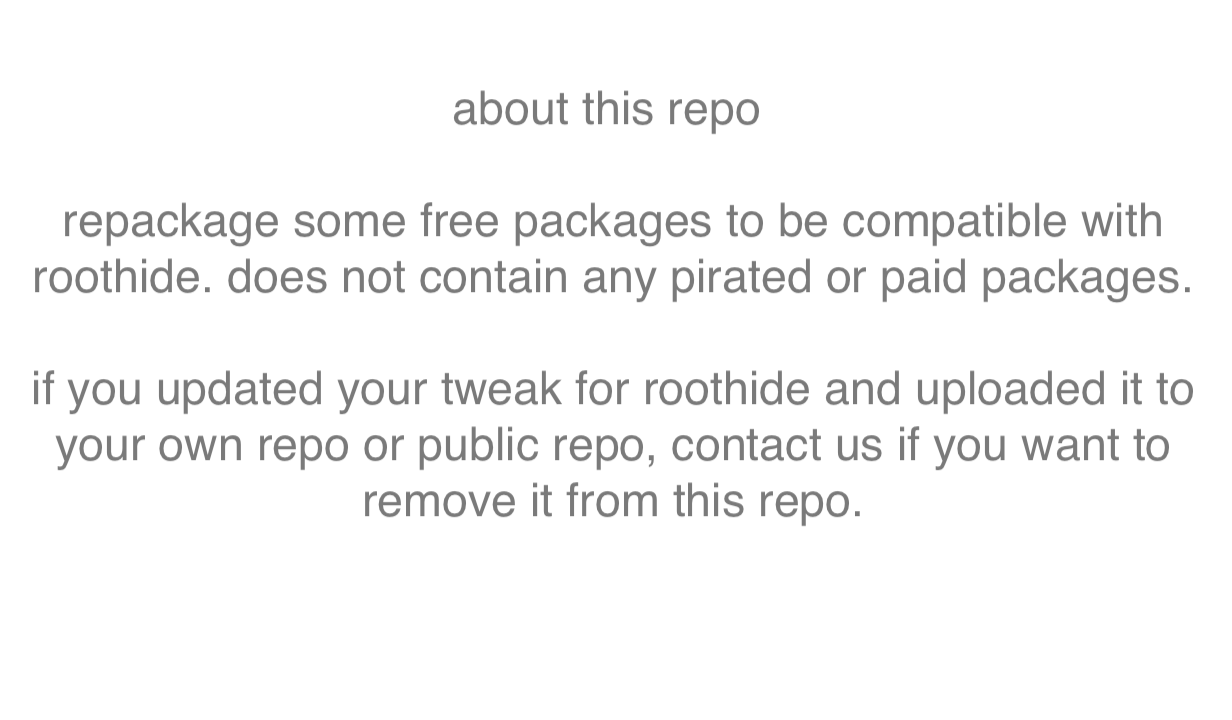 about this repo
repackage some free packages to be compatible with
roothide. does not contain any pirated or paid packages.
if you updated your tweak for roothide and uploaded it to
your own repo or public repo, contact us if you want to
remove it from this repo.